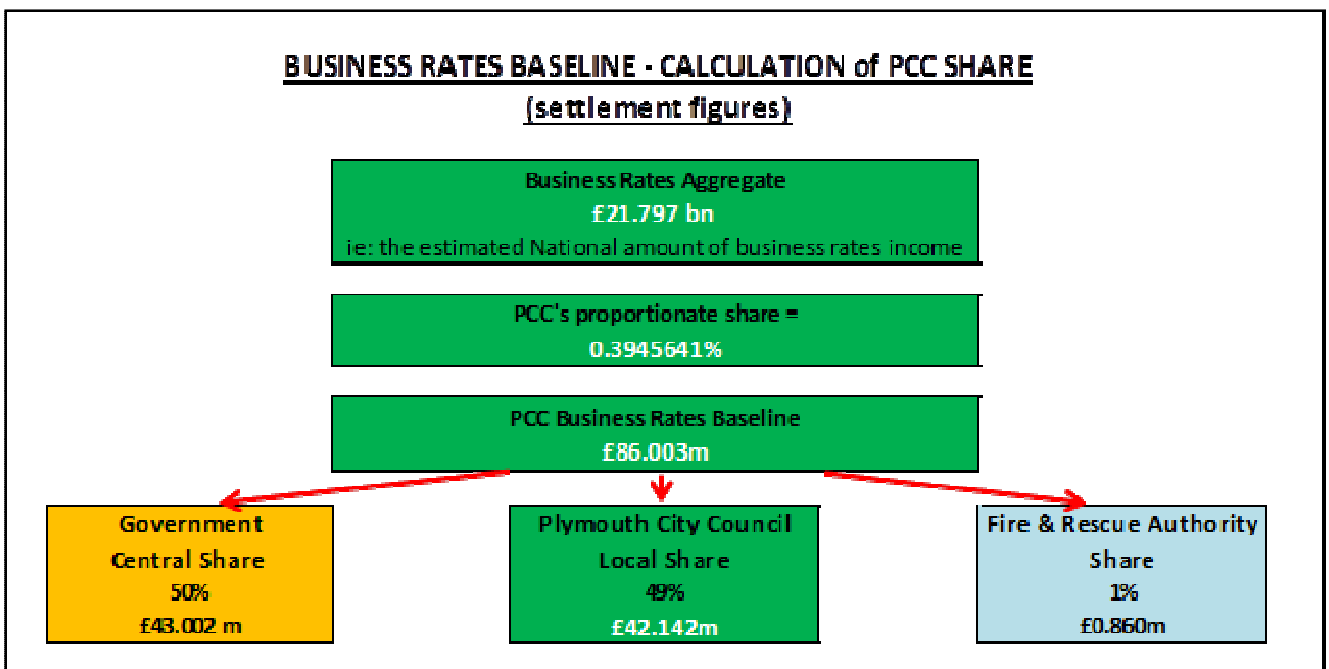 BUSINESS RATES BASELINE - CALCULATION of PCC SHARE
(settlement figures)
Business Rates Aggregate
£21.797 bn
ie: the estimated National amount of business rates income
PCC's proportionate share =
0.3945641%
PCC Business Rates Baseline
£86.003m
Government
Central Share
50%
£43.002 m
Plymouth City Council
Local Share
49%
£42.142m
Fire & Rescue Authority
Share
1%
£0.860m